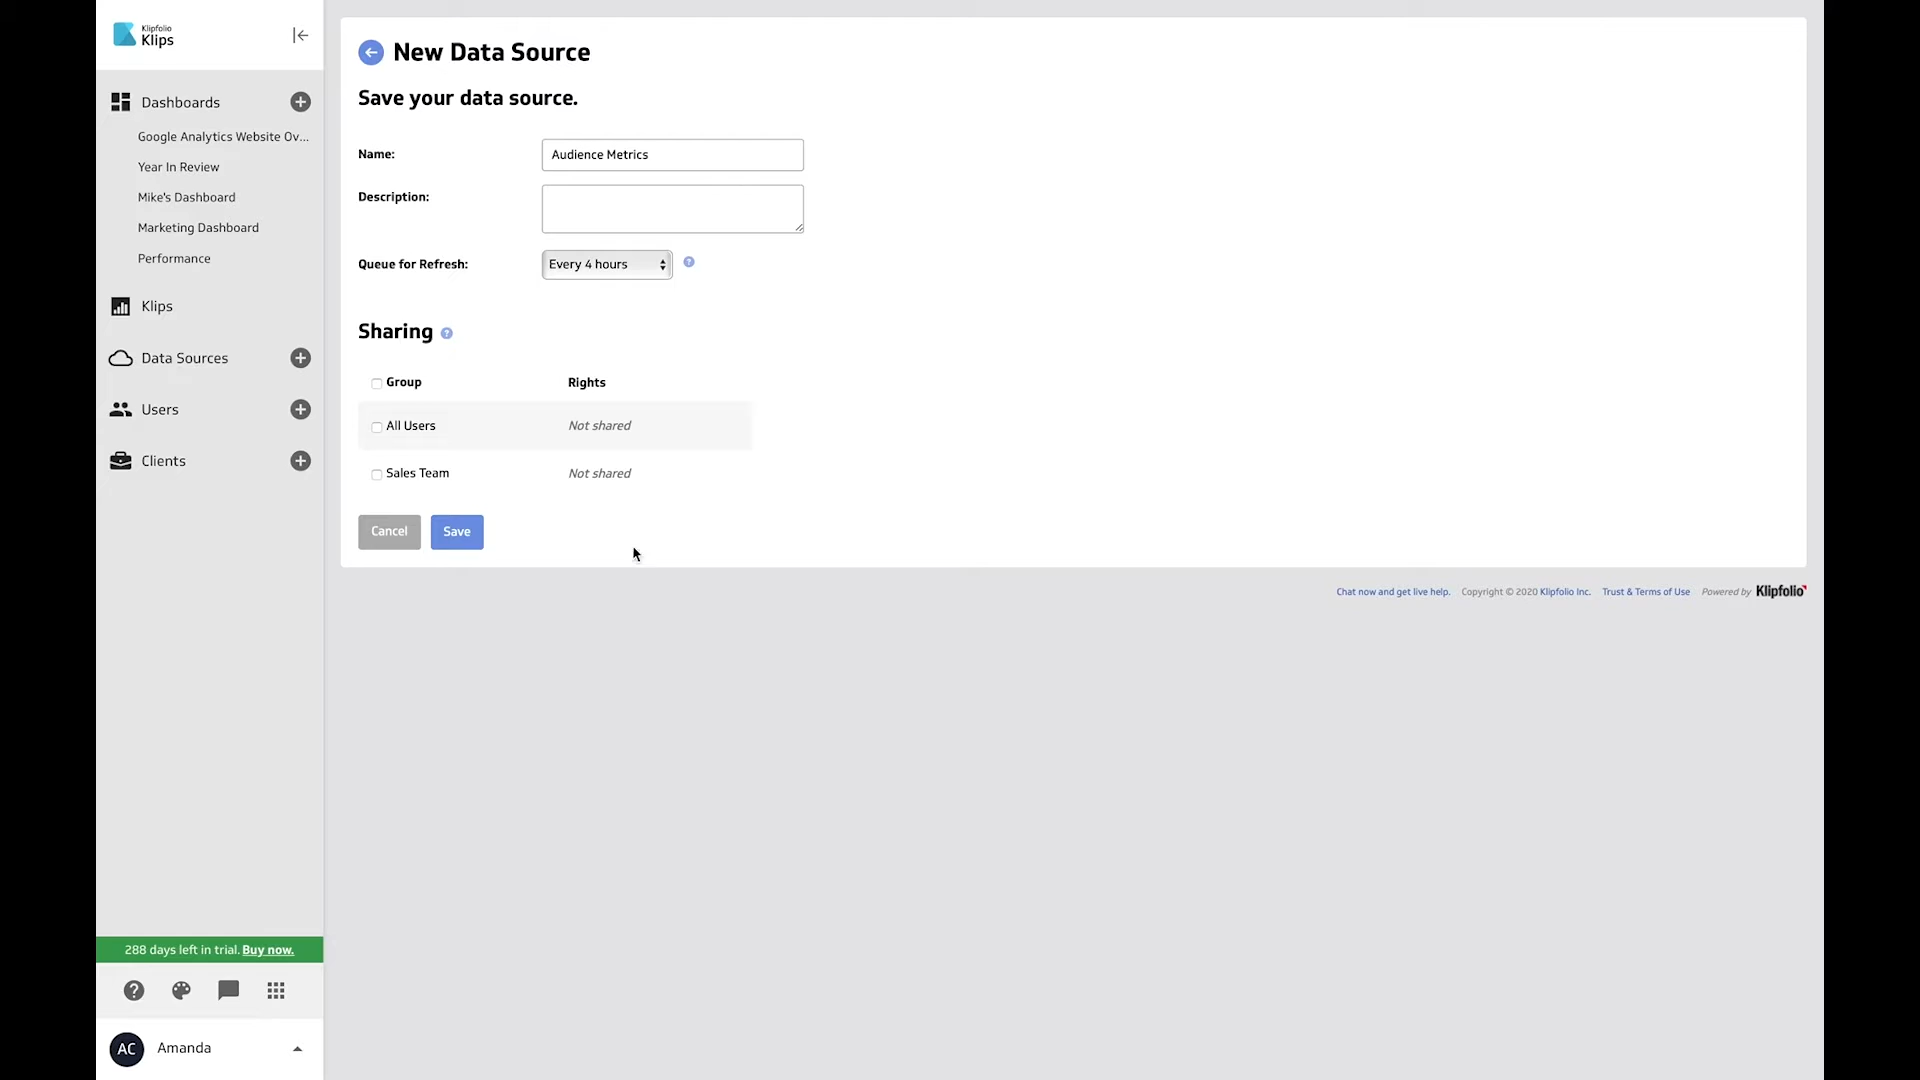 Klipfolio
Klips
Dashboards
Google Analytics Website Ov...
Year In Review
Mike's Dashboard
Marketing Dashboard
Performance
Klips
Data Sources
Users
Clients
288 days left in trial. Buy now.
AC Amanda
New Data Source
Save your data source.
Name: Audience Metrics
Description:
Queue for Refresh: Every 4 hours ?
Sharing ?
Group Rights
All Users Not shared
Sales Team Not shared
Cancel Save
Chat now and get live help. Copyright © 2020 Klipfolio Inc. Trust & Terms of Use Powered by Klipfolio